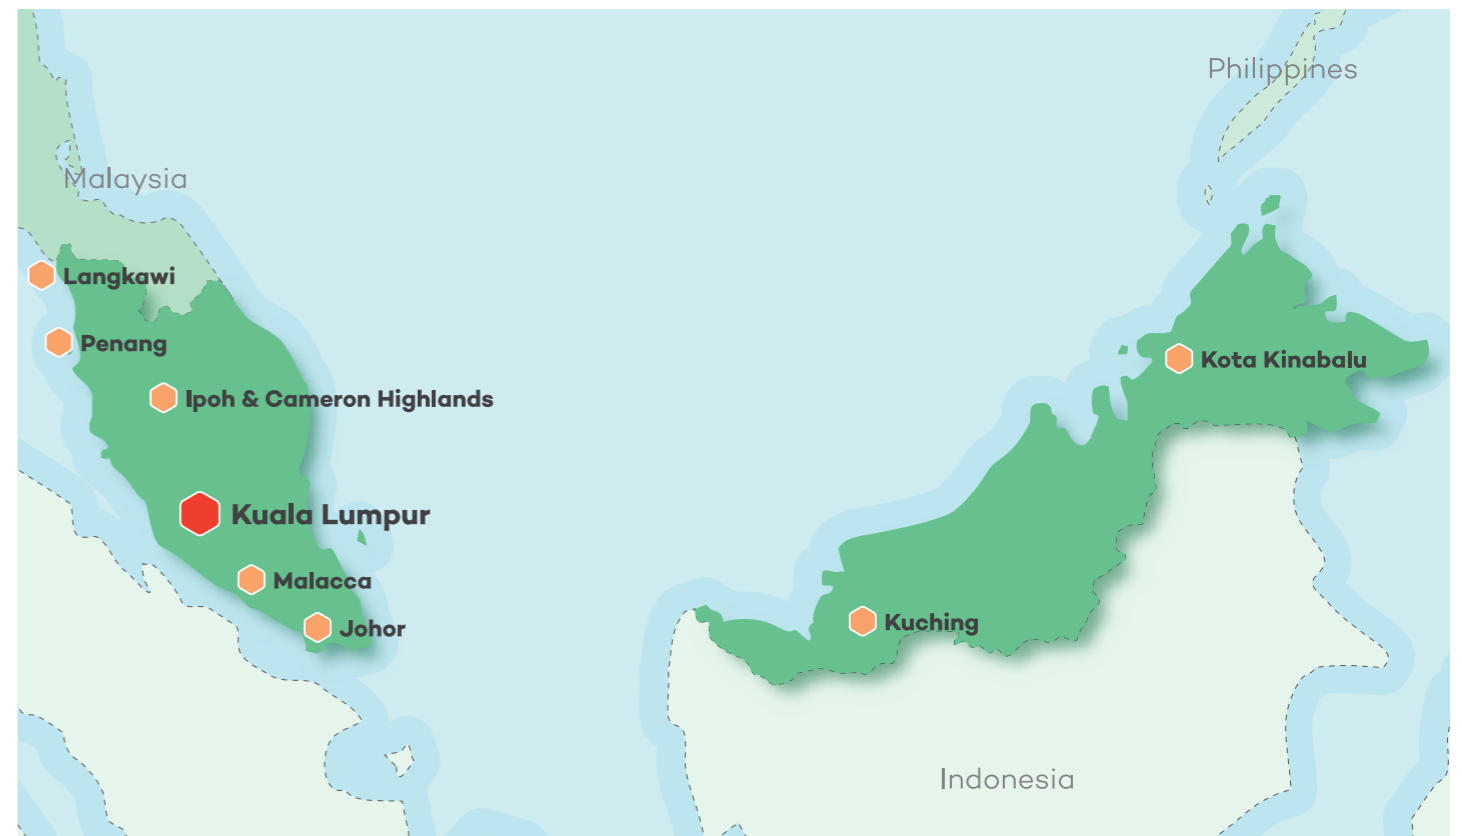 Philippines
Malaysia
Langkawi
Penang
Kota Kinabalu
Ipoh & Cameron Highlands
Kuala Lumpur
Malacca
Johor
Kuching
Indonesia